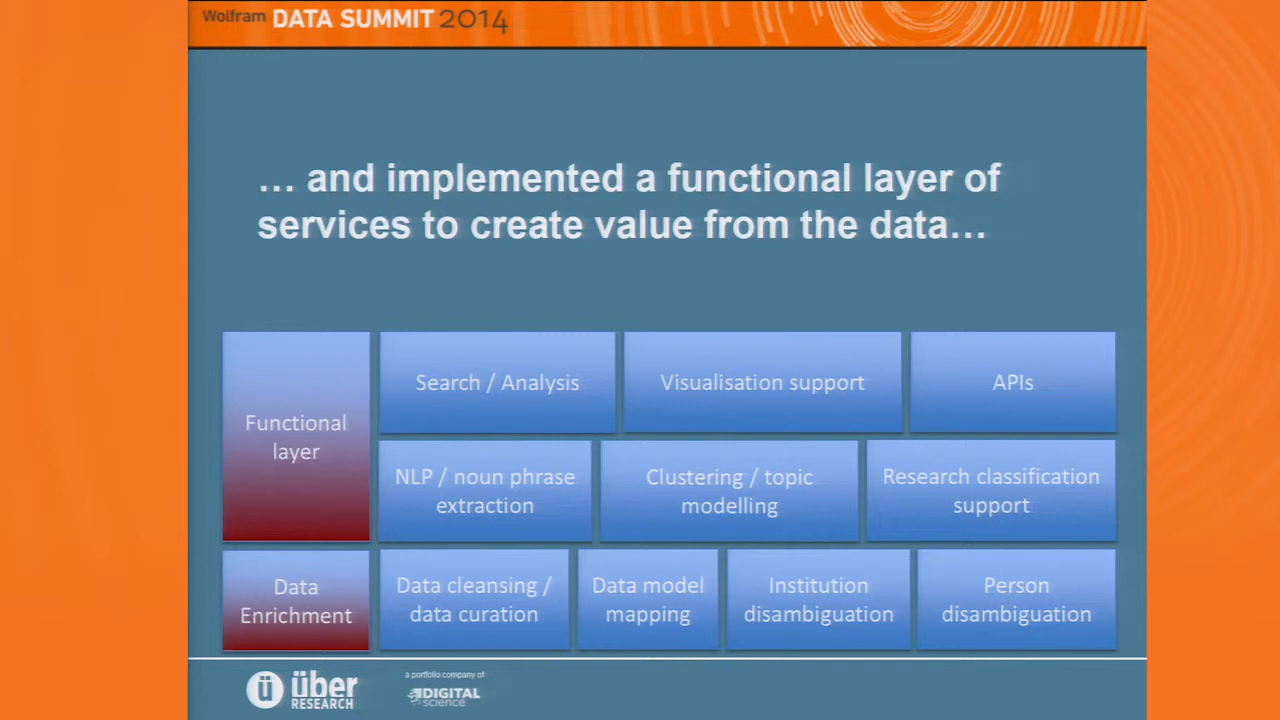 Wolfram DATA SUMMIT 2014
… and implemented a functional layer of
services to create value from the data…
Functional
layer
Search / Analysis
Visualisation support
APIs
NLP / noun phrase
extraction
Clustering / topic
modelling
Research classification
support
Data
Enrichment
Data cleansing /
data curation
Data model
mapping
Institution
disambiguation
Person
disambiguation
ü über
RESEARCH
a portfolio company of
DIGITAL
science